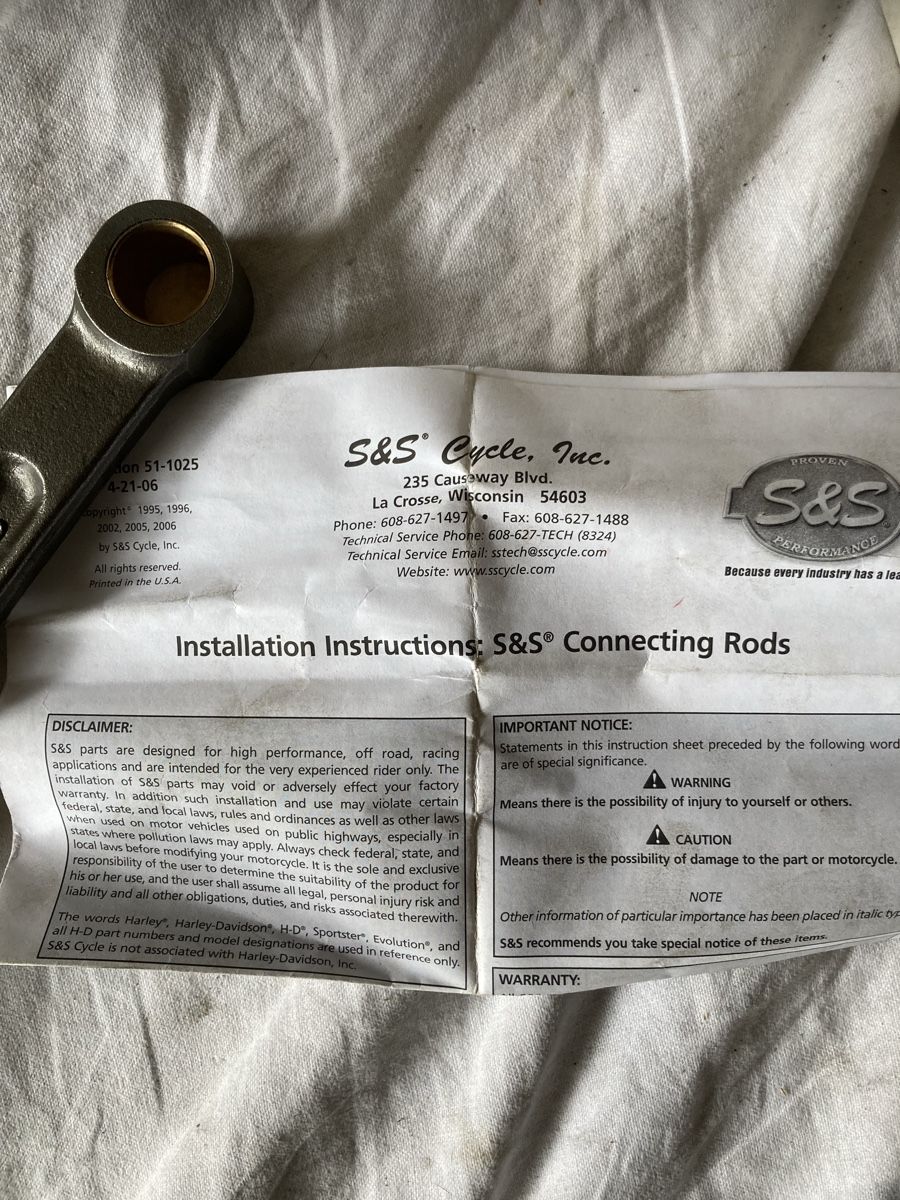 51-1025
4-21-06
Copyright© 1995, 1996,
2002, 2005, 2006
by S&S Cycle, Inc.
All rights reserved.
Printed in the U.S.A.
S&S® Cycle, Inc.
235 Causeway Blvd.
La Crosse, Wisconsin 54603
Phone: 608-627-1497 • Fax: 608-627-1488
Technical Service Phone: 608-627-TECH (8324)
Technical Service Email: sstech@sscycle.com
Website: www.sscycle.com
PROVEN
S&S®
PERFORMANCE
Because every industry has a
Installation Instructions: S&S® Connecting Rods
DISCLAIMER:
S&S parts are designed for high performance, off road, racing
applications and are intended for the very experienced rider only. The
installation of S&S parts may void or adversely effect your factory
warranty. In addition such installation and use may violate certain
federal, state, and local laws, rules and ordinances as well as other laws
when used on motor vehicles used on public highways, especially in
states where pollution laws may apply. Always check federal, state, and
local laws before modifying your motorcycle. It is the sole and exclusive
responsibility of the user to determine the suitability of the product for
his or her use, and the user shall assume all legal, personal injury risk and
liability and all other obligations, duties, and risks associated therewith.
The words Harley®, Harley-Davidson®, H-D®, Sportster®, Evolution®, and
all H-D part numbers and model designations are used in reference only.
S&S Cycle is not associated with Harley-Davidson, Inc.
IMPORTANT NOTICE:
Statements in this instruction sheet preceded by the following word
are of special significance.
WARNING
Means there is the possibility of injury to yourself or others.
CAUTION
Means there is the possibility of damage to the part or motorcycle.
NOTE
Other information of particular importance has been placed in italic
S&S recommends you take special notice of these items.
WARRANTY: